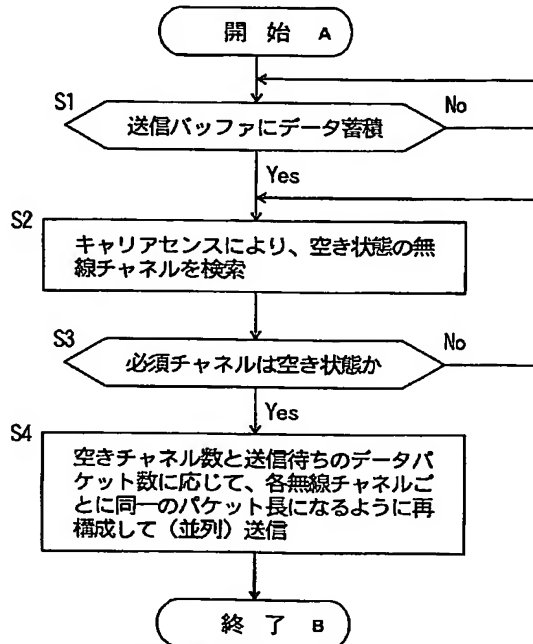 開 始 A
S1
No
送信バッファにデータ蓄積
Yes
S2
キャリアセンスにより、空き状態の無
線チャネルを検索
S3
No
必須チャネルは空き状態か
Yes
S4
空きチャネル数と送信待ちのデータパ
ケット数に応じて、各無線チャネルご
とに同一のパケット長になるように再
構成して（並列）送信
終 了 B